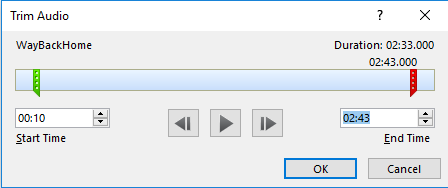 Trim Audio ?
WayBackHome Duration: 02:33.000
02:43.000
00:10 02:43
Start Time End Time
OK Cancel